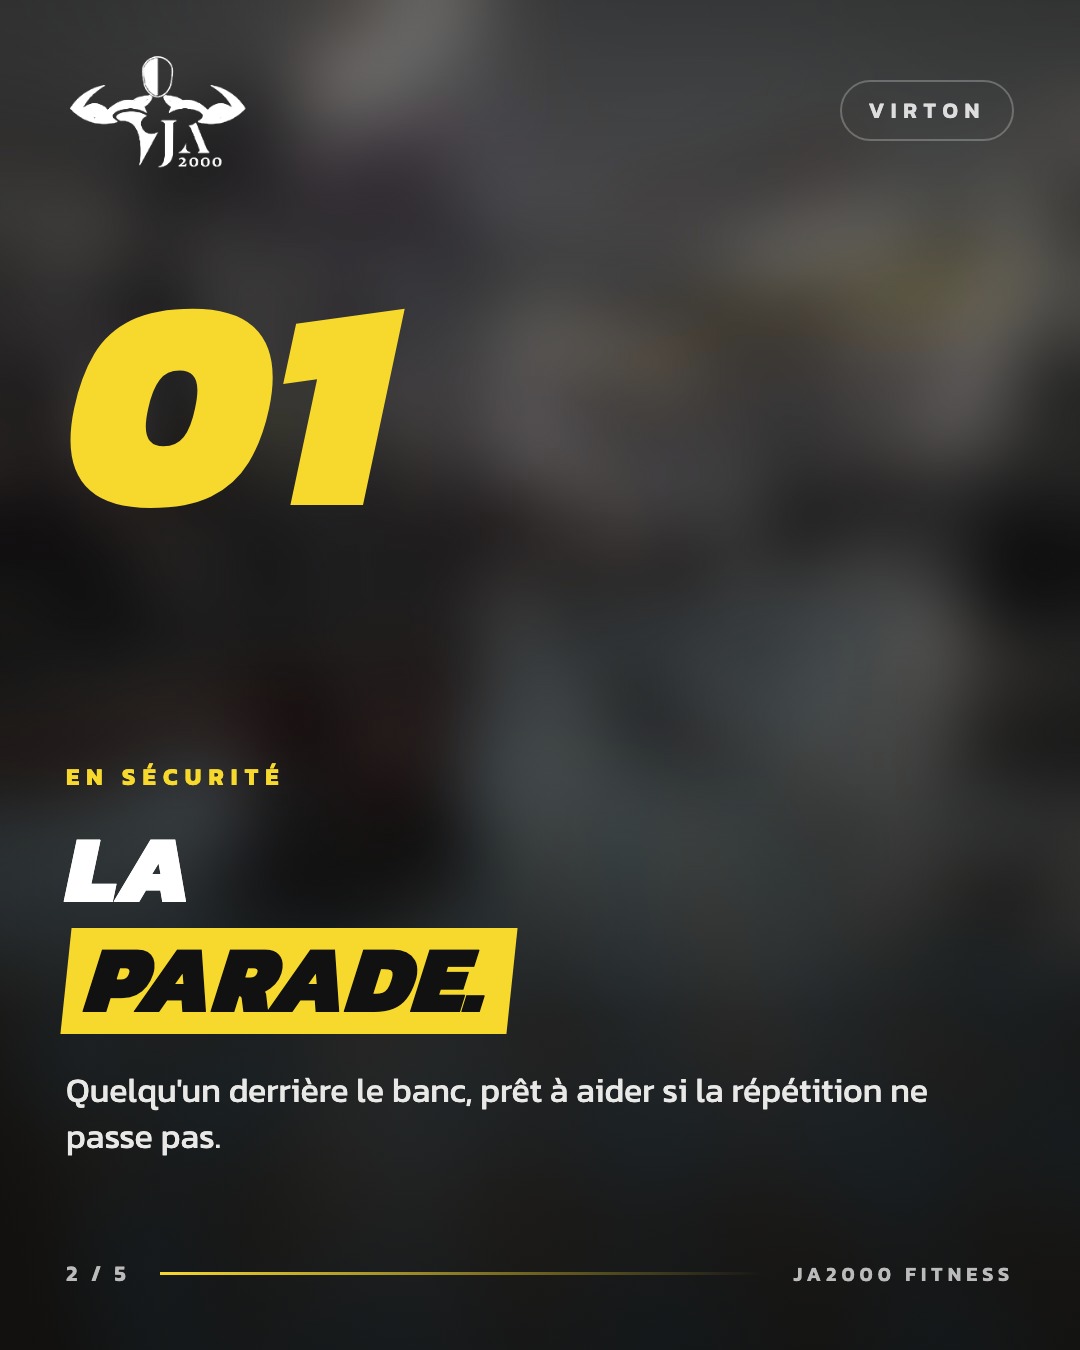 JA
2000
VIRTON
01
EN SÉCURITÉ
LA
PARADE.
Quelqu'un derrière le banc, prêt à aider si la répétition ne
passe pas.
2 / 5
JA2000 FITNESS